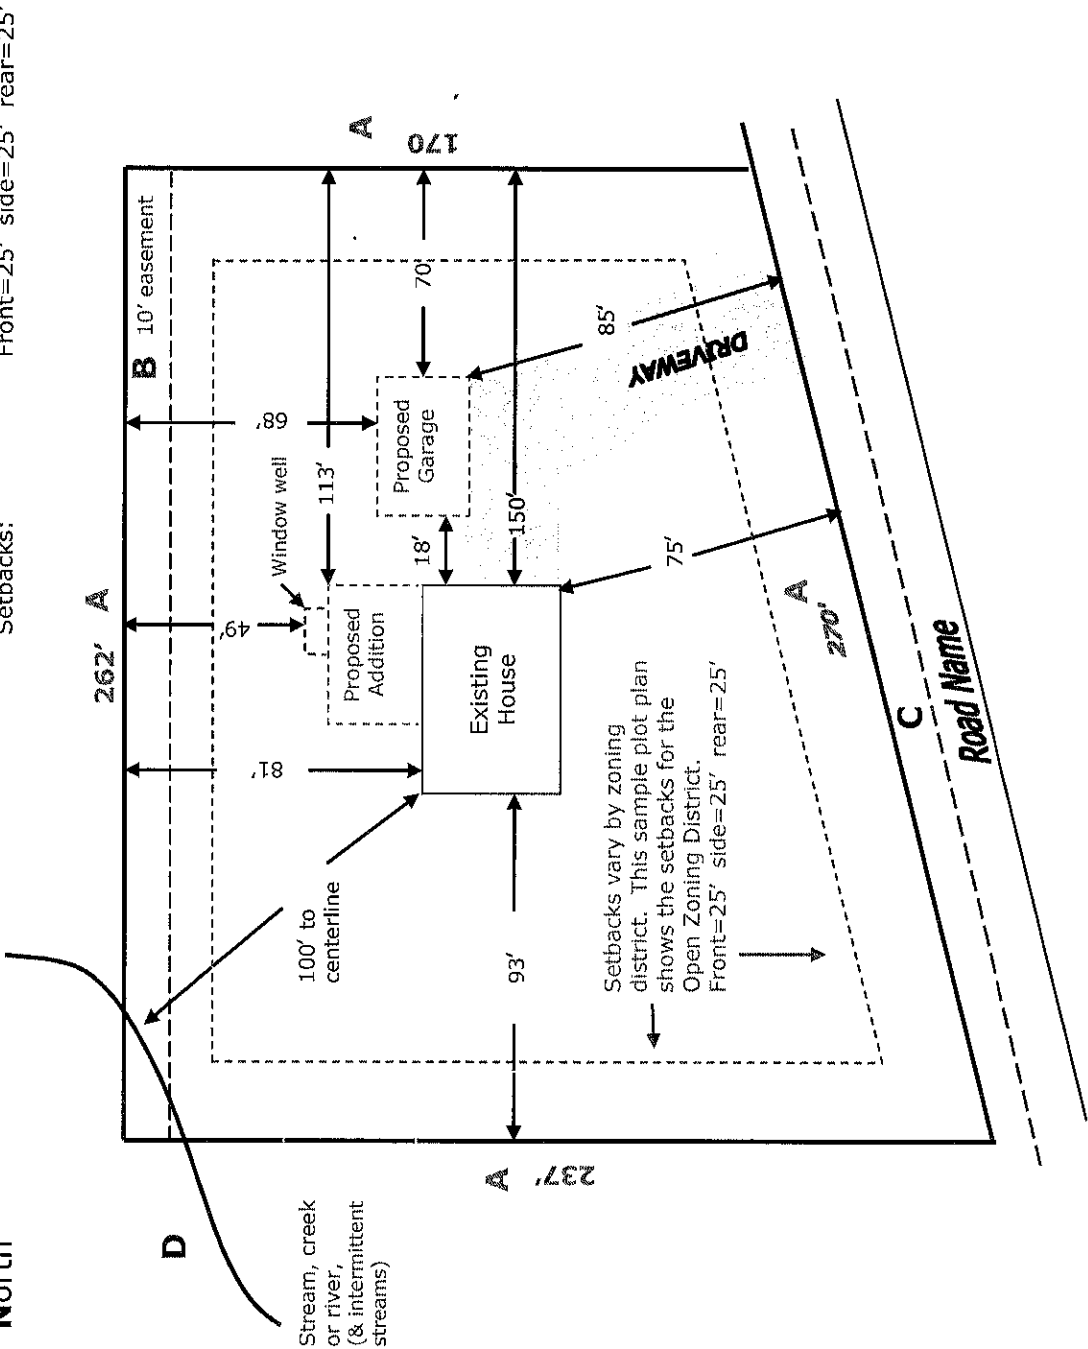 North
Setbacks:
Front=25' side=25' rear=25'
262' A
B 10' easement
A
170
Window well
68'
49'
81'
113'
70
18'
150'
85'
75'
93'
Proposed
Garage
Proposed
Addition
Existing
House
DRIVEWAY
100' to
centerline
D
Stream, creek
or river,
(& intermittent
streams)
A
237'
Setbacks vary by zoning
district. This sample plot plan
shows the setbacks for the
Open Zoning District.
Front=25' side=25' rear=25'
A
270'
C
Road Name